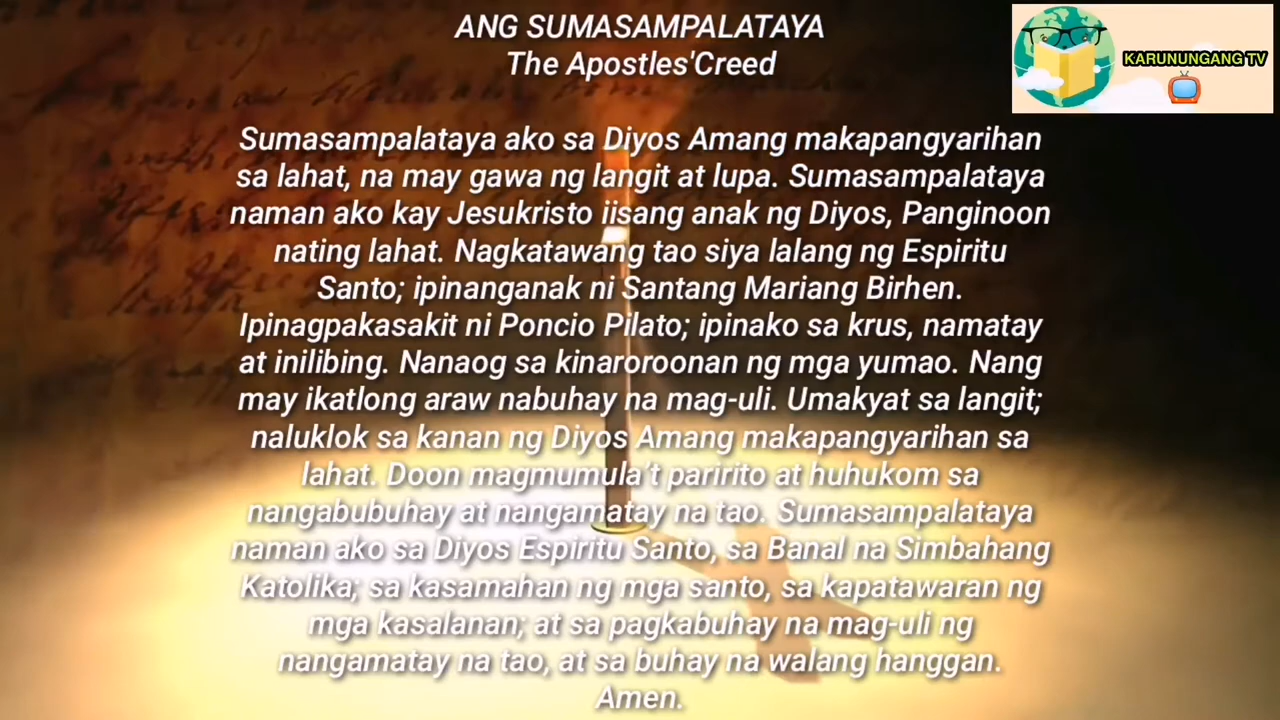 ANG SUMASAMPALATAYA
The Apostles'Creed
KARUNUNGANG TV
Sumasampalataya ako sa Diyos Amang makapangyarihan
sa lahat, na may gawa ng langit at lupa. Sumasampalataya
naman ako kay Jesukristo iisang anak ng Diyos, Panginoon
nating lahat. Nagkatawang tao siya lalang ng Espiritu
Santo; ipinanganak ni Santang Mariang Birhen.
Ipinagpakasakit ni Poncio Pilato; ipinako sa krus, namatay
at inilibing. Nanaog sa kinaroroonan ng mga yumao. Nang
may ikatlong araw nabuhay na mag-uli. Umakyat sa langit;
naluklok sa kanan ng Diyos Amang makapangyarihan sa
lahat. Doon magmumula't paririto at huhukom sa
nangabubuhay at nangamatay na tao. Sumasampalataya
naman ako sa Diyos Espiritu Santo, sa Banal na Simbahang
Katolika; sa kasamahan ng mga santo, sa kapatawaran ng
mga kasalanan; at sa pagkabuhay na mag-uli ng
nangamatay na tao, at sa buhay na walang hanggan.
Amen.